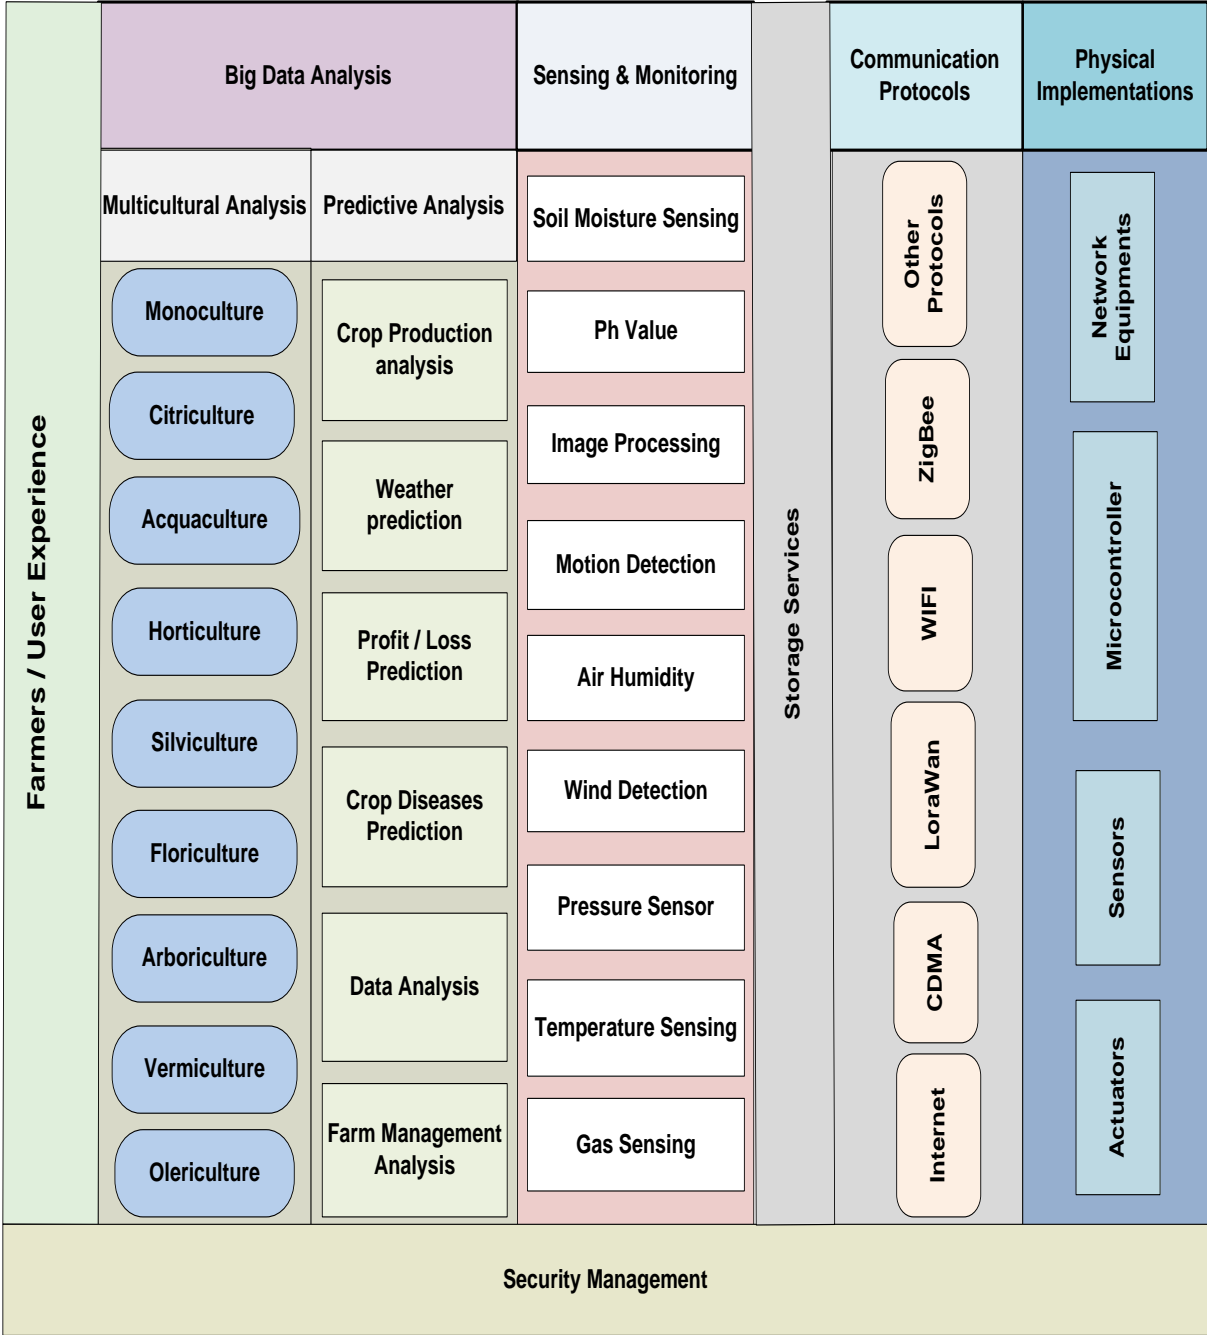 Farmers / User Experience
Big Data Analysis
Multicultural Analysis
Monoculture
Citriculture
Acquaculture
Horticulture
Silviculture
Floriculture
Arboriculture
Vermiculture
Olericulture
Predictive Analysis
Crop Production
analysis
Weather
prediction
Profit / Loss
Prediction
Crop Diseases
Prediction
Data Analysis
Farm Management
Analysis
Sensing & Monitoring
Soil Moisture Sensing
Ph Value
Image Processing
Motion Detection
Air Humidity
Wind Detection
Pressure Sensor
Temperature Sensing
Gas Sensing
Storage Services
Communication
Protocols
Other
Protocols
ZigBee
WIFI
LoraWan
CDMA
Internet
Physical
Implementations
Network
Equipments
Microcontroller
Sensors
Actuators
Security Management